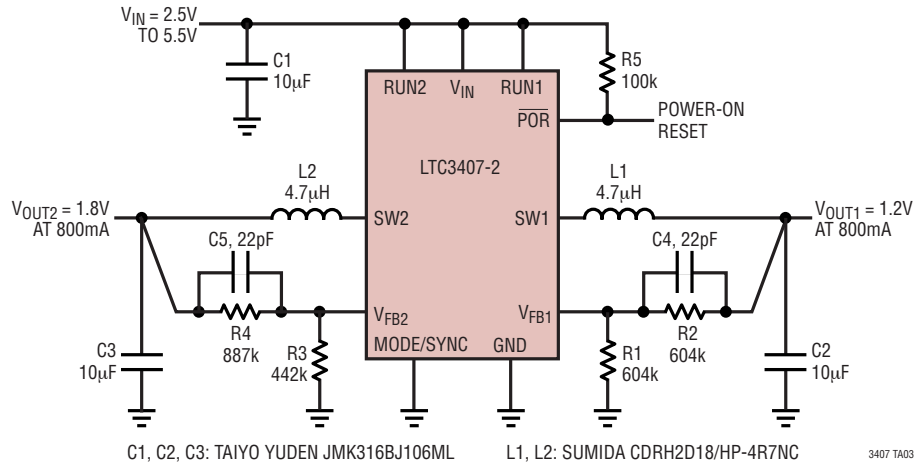 V_IN = 2.5V
TO 5.5V
C1
10µF
R5
100k
RUN2
V_IN
RUN1
POR
POWER-ON
RESET
LTC3407-2
L2
4.7µH
L1
4.7µH
V_OUT2 = 1.8V
AT 800mA
SW2
SW1
V_OUT1 = 1.2V
AT 800mA
C5, 22pF
C4, 22pF
V_FB2
V_FB1
R4
887k
R2
604k
C3
10µF
R3
442k
MODE/SYNC
GND
R1
604k
C2
10µF
C1, C2, C3: TAIYO YUDEN JMK316BJ106ML
L1, L2: SUMIDA CDRH2D18/HP-4R7NC
3407 TA03